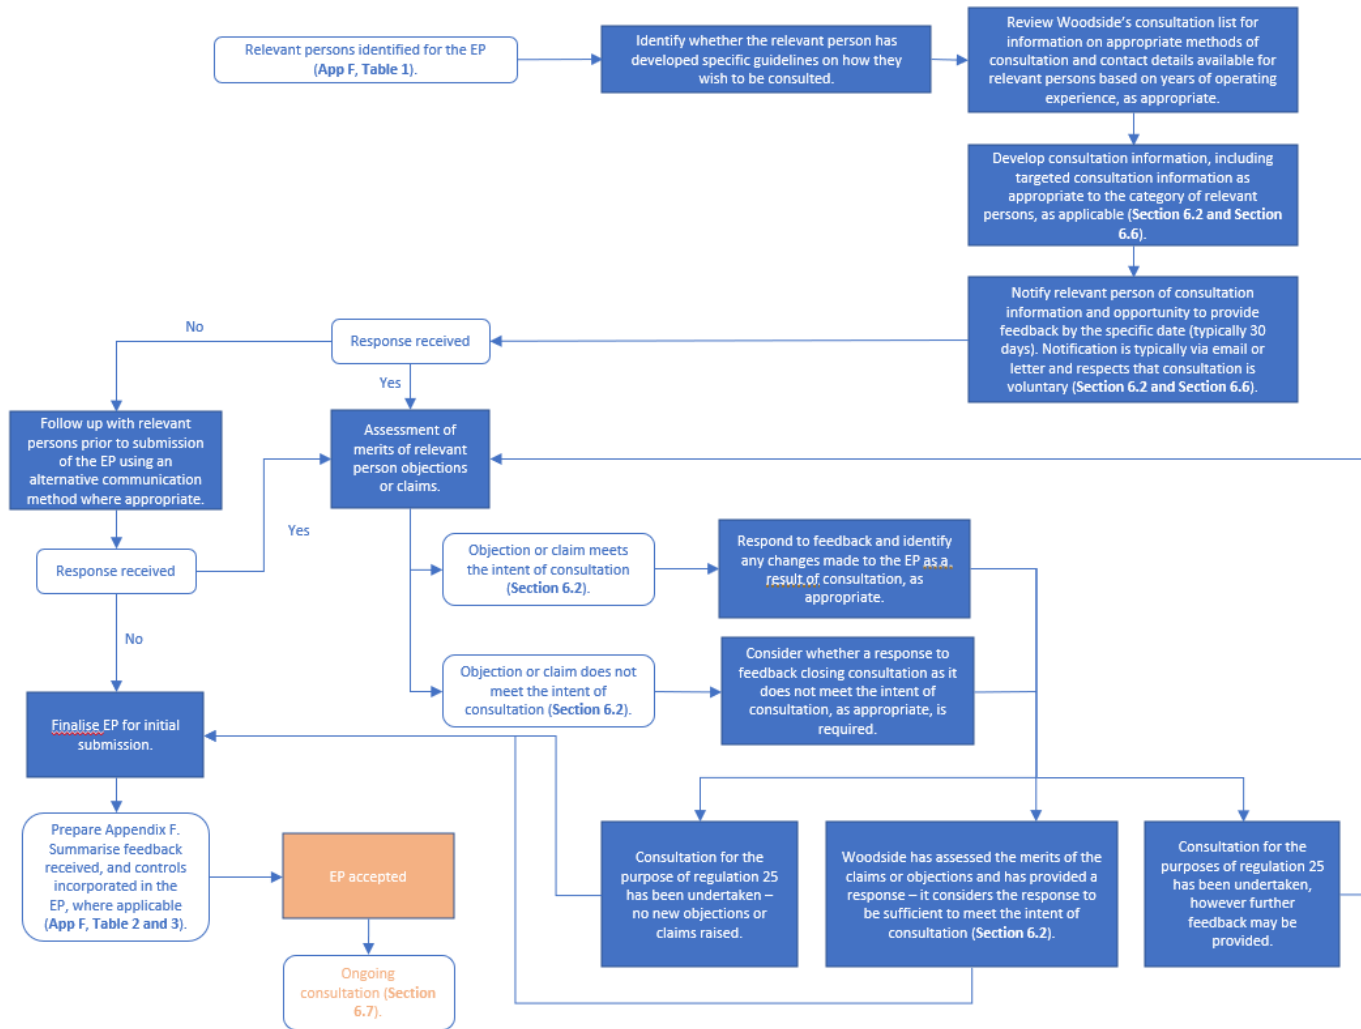 Relevant persons identified for the EP
(App F, Table 1).
Identify whether the relevant person has
developed specific guidelines on how they
wish to be consulted.
Review Woodside's consultation list for
information on appropriate methods of
consultation and contact details available for
relevant persons based on years of operating
experience, as appropriate.
Develop consultation information, including
targeted consultation information as
appropriate to the category of relevant
persons, as applicable (Section 6.2 and Section
6.6).
Notify relevant person of consultation
information and opportunity to provide
feedback by the specific date (typically 30
days). Notification is typically via email or
letter and respects that consultation is
voluntary (Section 6.2 and Section 6.6).
Response received
No
Yes
Follow up with relevant
persons prior to submission
of the EP using an
alternative communication
method where appropriate.
Assessment of
merits of relevant
person objections
or claims.
Response received
Yes
No
Objection or claim meets
the intent of consultation
(Section 6.2).
Respond to feedback and identify
any changes made to the EP as a
result of consultation, as
appropriate.
Objection or claim does not
meet the intent of
consultation (Section 6.2).
Consider whether a response to
feedback closing consultation as it
does not meet the intent of
consultation, as appropriate, is
required.
Finalise EP for initial
submission.
Prepare Appendix F.
Summarise feedback
received, and controls
incorporated in the
EP, where applicable
(App F, Table 2 and 3).
EP accepted
Ongoing
consultation (Section
6.7).
Consultation for the
purpose of regulation 25
has been undertaken –
no new objections or
claims raised.
Woodside has assessed the merits of the
claims or objections and has provided a
response – it considers the response to
be sufficient to meet the intent of
consultation (Section 6.2).
Consultation for the
purposes of regulation 25
has been undertaken,
however further
feedback may be
provided.